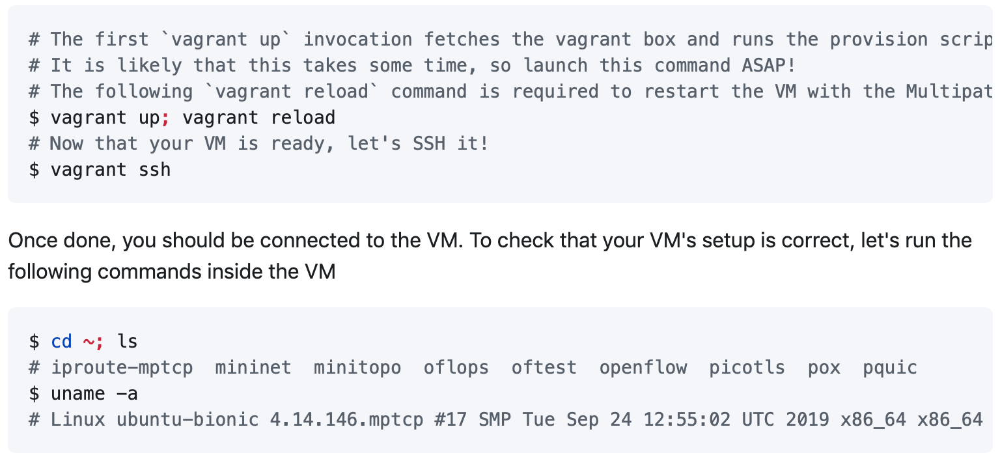 # The first `vagrant up` invocation fetches the vagrant box and runs the provision scrip
# It is likely that this takes some time, so launch this command ASAP!
# The following `vagrant reload` command is required to restart the VM with the Multipat
$ vagrant up; vagrant reload
# Now that your VM is ready, let's SSH it!
$ vagrant ssh
Once done, you should be connected to the VM. To check that your VM's setup is correct, let's run the
following commands inside the VM
$ cd ~; ls
# iproute-mptcp  mininet  minitopo  oflops  oftest  openflow  picotls  pox  pquic
$ uname -a
# Linux ubuntu-bionic 4.14.146.mptcp #17 SMP Tue Sep 24 12:55:02 UTC 2019 x86_64 x86_64